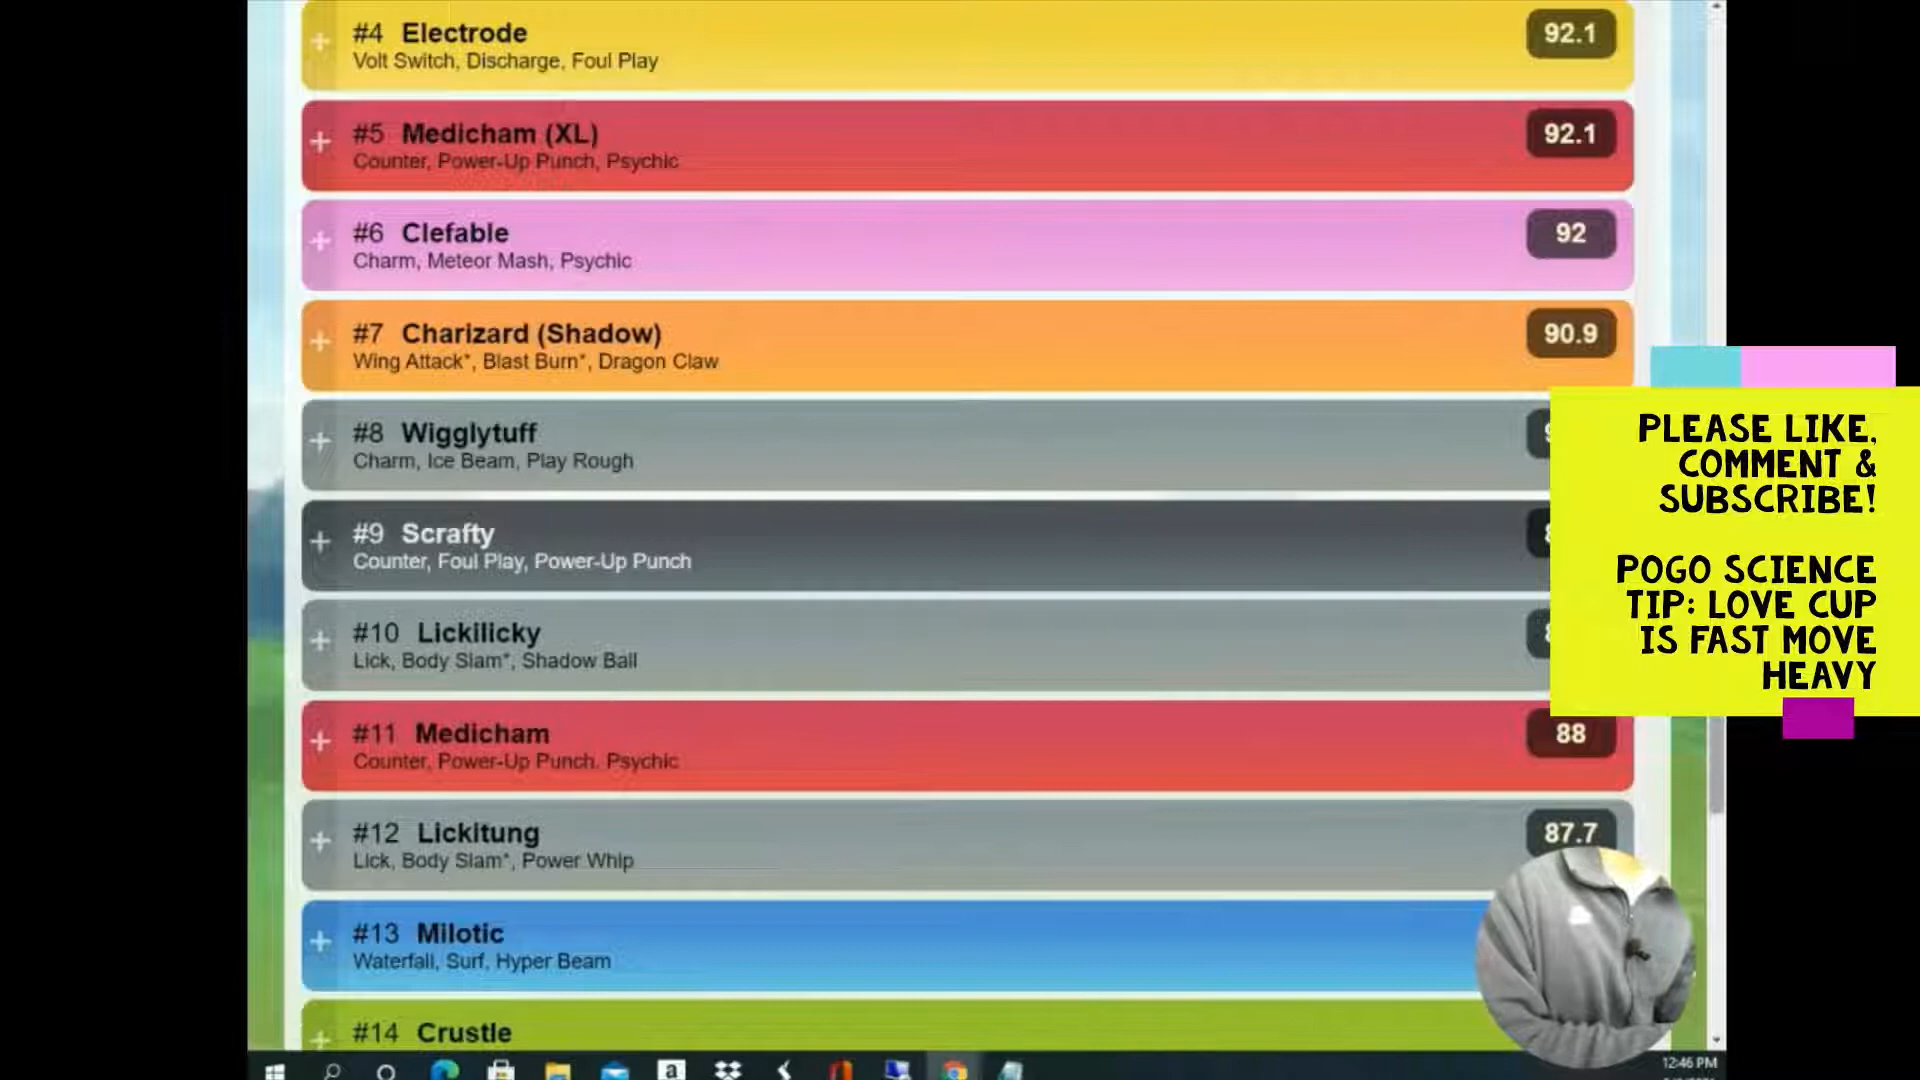 #4 Electrode 92.1
Volt Switch, Discharge, Foul Play
#5 Medicham (XL) 92.1
Counter, Power-Up Punch, Psychic
#6 Clefable 92
Charm, Meteor Mash, Psychic
#7 Charizard (Shadow) 90.9
Wing Attack*, Blast Burn*, Dragon Claw
#8 Wigglytuff
Charm, Ice Beam, Play Rough
#9 Scrafty
Counter, Foul Play, Power-Up Punch
#10 Lickilicky
Lick, Body Slam*, Shadow Ball
#11 Medicham 88
Counter, Power-Up Punch. Psychic
#12 Lickitung 87.7
Lick, Body Slam*, Power Whip
#13 Milotic
Waterfall, Surf, Hyper Beam
#14 Crustle
PLEASE LIKE,
COMMENT &
SUBSCRIBE!
POGO SCIENCE
TIP: LOVE CUP
IS FAST MOVE
HEAVY
12:46 PM